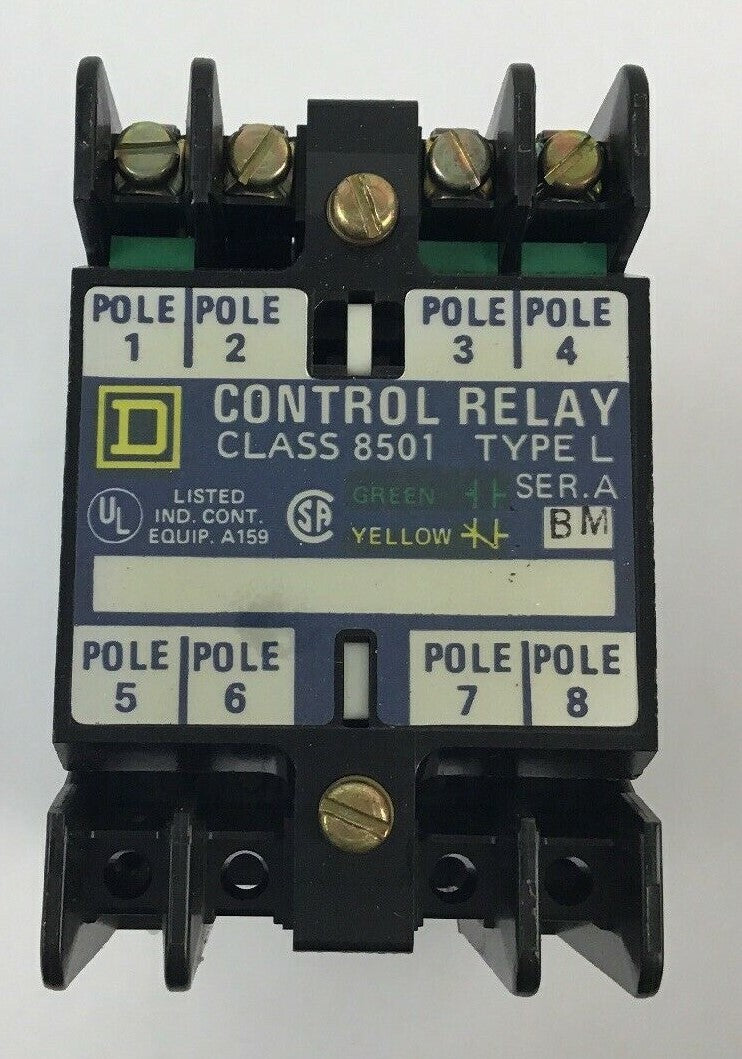 POLE 1 POLE 2 POLE 3 POLE 4
D CONTROL RELAY
CLASS 8501 TYPE L
SER.A
UL LISTED
IND. CONT.
EQUIP. A159
SA
GREEN
YELLOW
BM
POLE 5 POLE 6 POLE 7 POLE 8